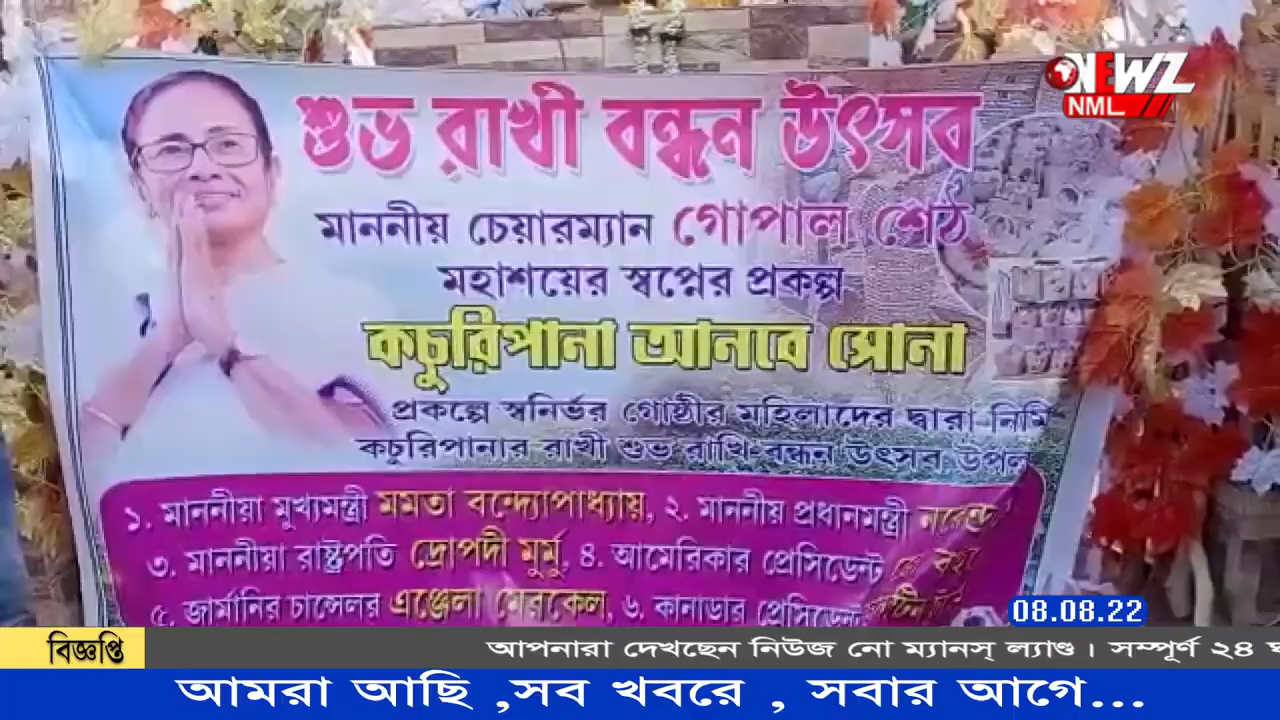 NEWZ
NML
শুভ রাখী বন্ধন উৎসব
মাননীয় চেয়ারম্যান গোপাল শেঠ
মহাশয়ের স্বপ্নের প্রকল্প
কচুরিপানা আনবে সোনা
প্রকল্পে স্বনির্ভর গোষ্ঠীর মহিলাদের দ্বারা নির্মি
কচুরিপানার রাখী শুভ রাখি-বন্ধন উৎসব উপল
১. মাননীয়া মুখ্যমন্ত্রী মমতা বন্দ্যোপাধ্যায়, ২. মাননীয় প্রধানমন্ত্রী নরেন্দ্র
৩. মাননীয়া রাষ্ট্রপতি দ্রোপদী মুর্মু, ৪. আমেরিকার প্রেসিডেন্ট
৫. জার্মানির চান্সেলর এঞ্জেলা মেরকেল, ৬. কানাডার প্রেসিডেন্ট
08.08.22
বিজ্ঞপ্তি আপনারা দেখছেন নিউজ নো ম্যানস্ ল্যাণ্ড। সম্পূর্ণ ২৪
আমরা আছি ,সব খবরে , সবার আগে...